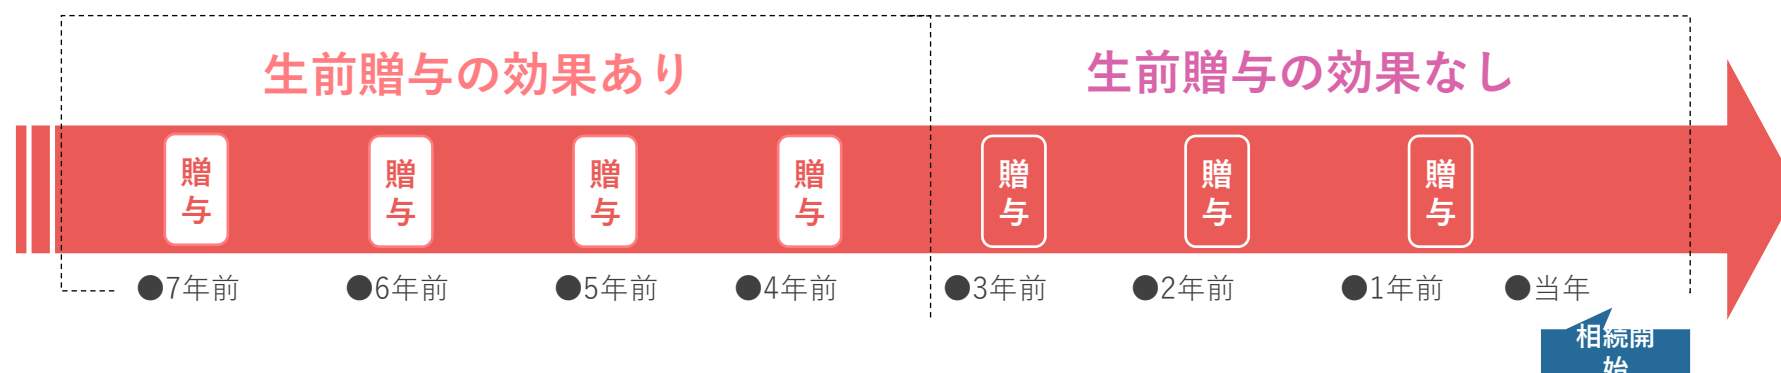 生前贈与の効果あり
生前贈与の効果なし
贈
与
贈
与
贈
与
贈
与
贈
与
贈
与
贈
与
●7年前
●6年前
●5年前
●4年前
●3年前
●2年前
●1年前
●当年
相続開
始